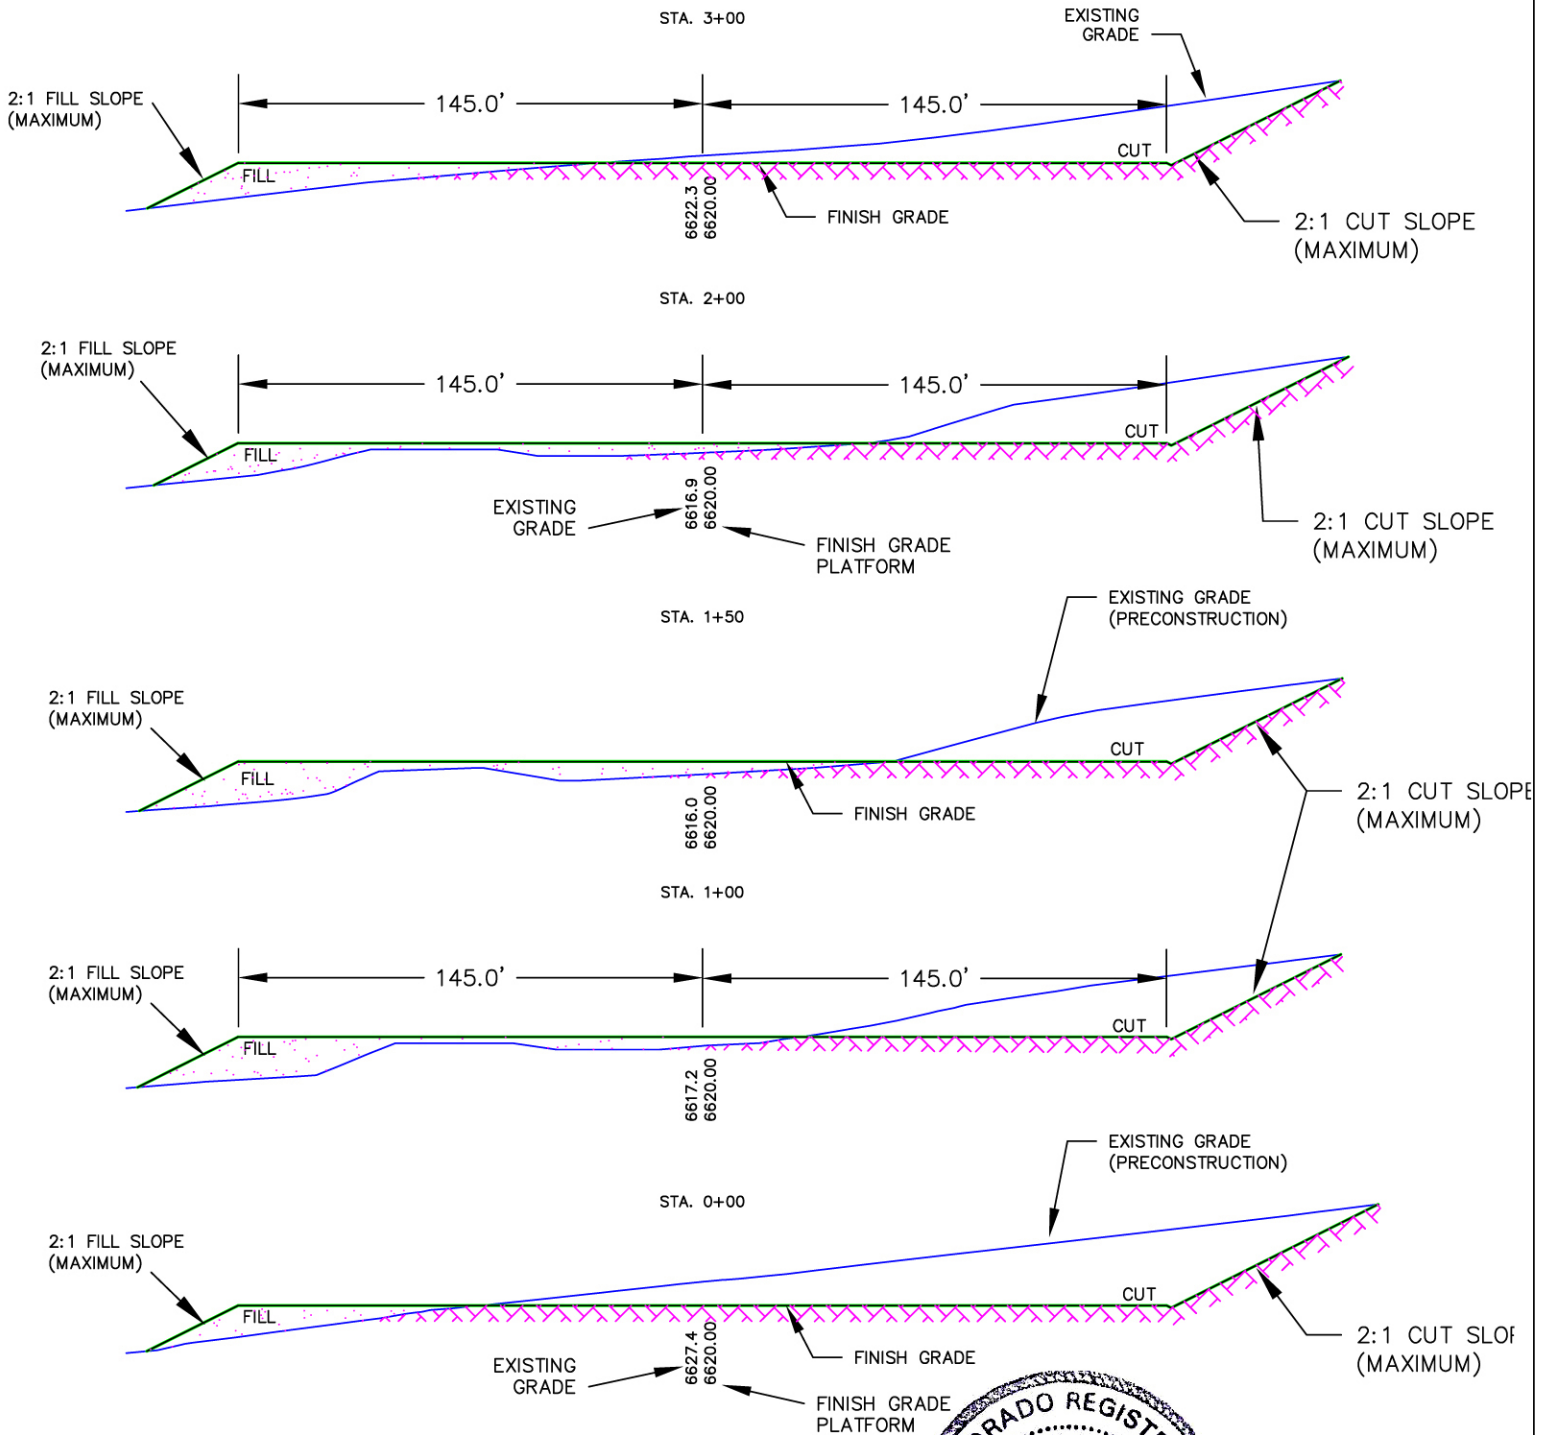 STA. 3+00
EXISTING
GRADE
2:1 FILL SLOPE
(MAXIMUM)
145.0'
145.0'
CUT
FILL
6622.3
6620.00
FINISH GRADE
2:1 CUT SLOPE
(MAXIMUM)
STA. 2+00
2:1 FILL SLOPE
(MAXIMUM)
145.0'
145.0'
CUT
FILL
EXISTING
GRADE
6616.9
6620.00
FINISH GRADE
PLATFORM
2:1 CUT SLOPE
(MAXIMUM)
STA. 1+50
EXISTING GRADE
(PRECONSTRUCTION)
2:1 FILL SLOPE
(MAXIMUM)
CUT
FILL
6616.0
6620.00
FINISH GRADE
2:1 CUT SLOPE
(MAXIMUM)
STA. 1+00
2:1 FILL SLOPE
(MAXIMUM)
145.0'
145.0'
CUT
FILL
6617.2
6620.00
EXISTING GRADE
(PRECONSTRUCTION)
STA. 0+00
2:1 FILL SLOPE
(MAXIMUM)
CUT
FILL
6627.4
6620.00
EXISTING
GRADE
FINISH GRADE
FINISH GRADE
PLATFORM
2:1 CUT SLOP
(MAXIMUM)
ORADO REGIST